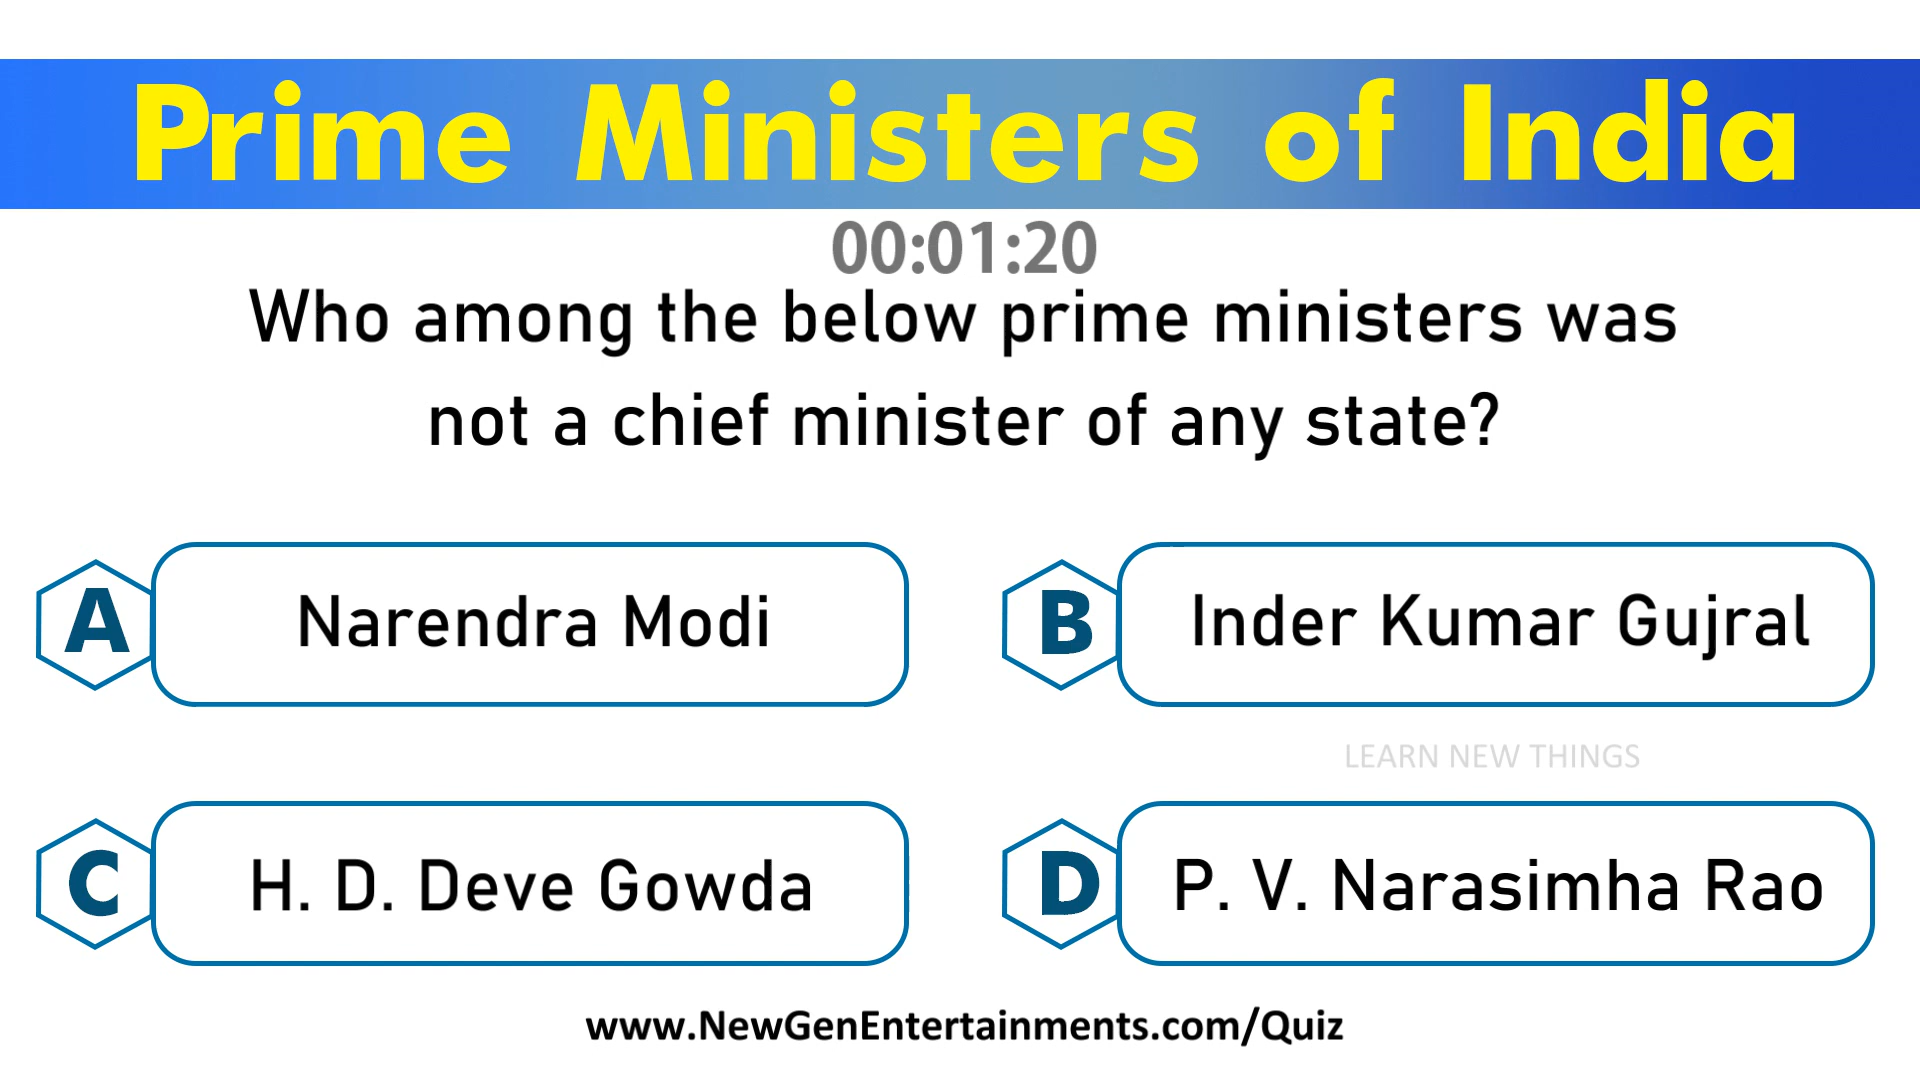 Prime Ministers of India
00:01:20
Who among the below prime ministers was
not a chief minister of any state?
A Narendra Modi
B Inder Kumar Gujral
LEARN NEW THINGS
C H. D. Deve Gowda
D P. V. Narasimha Rao
www.NewGenEntertainments.com/Quiz